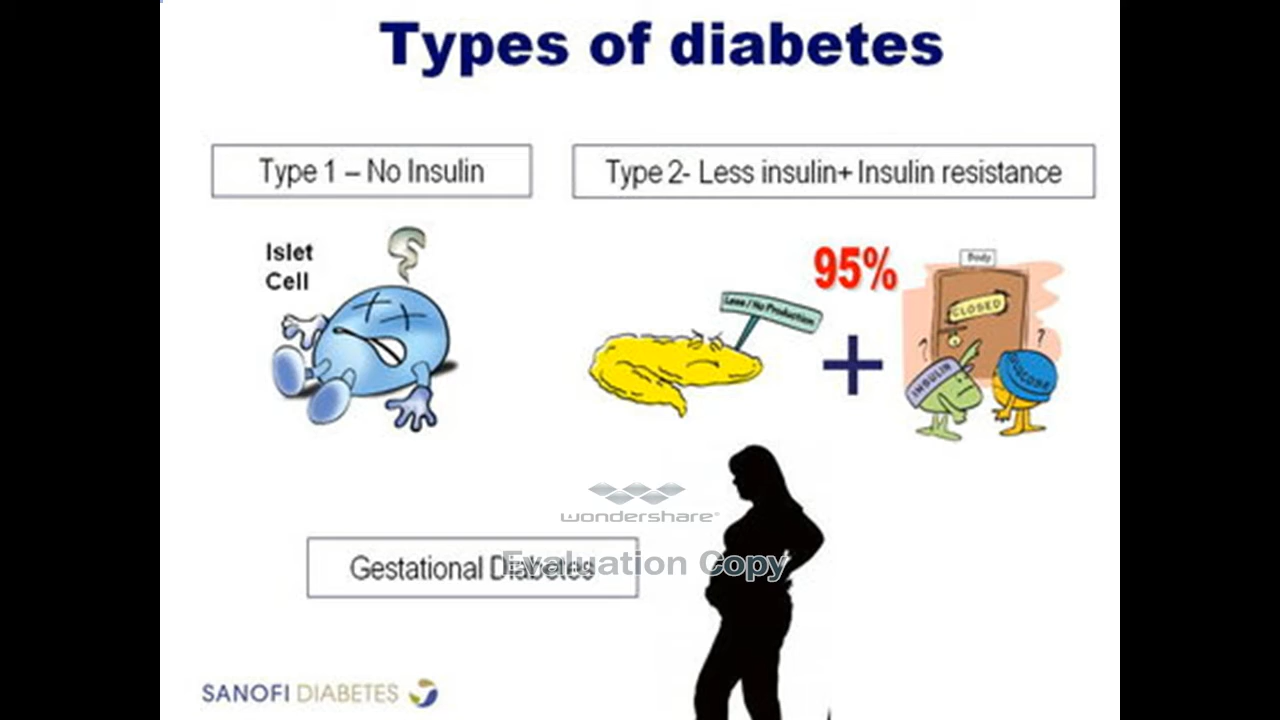 Types of diabetes
Type 1 – No Insulin
Type 2- Less insulin+ Insulin resistance
Islet
Cell
95%
Less / No Production
+
Body
CLOSED
?
?
INSULIN
GLUCOSE
wondershare®
Gestational Diabetes
Evaluation Copy
SANOFI DIABETES